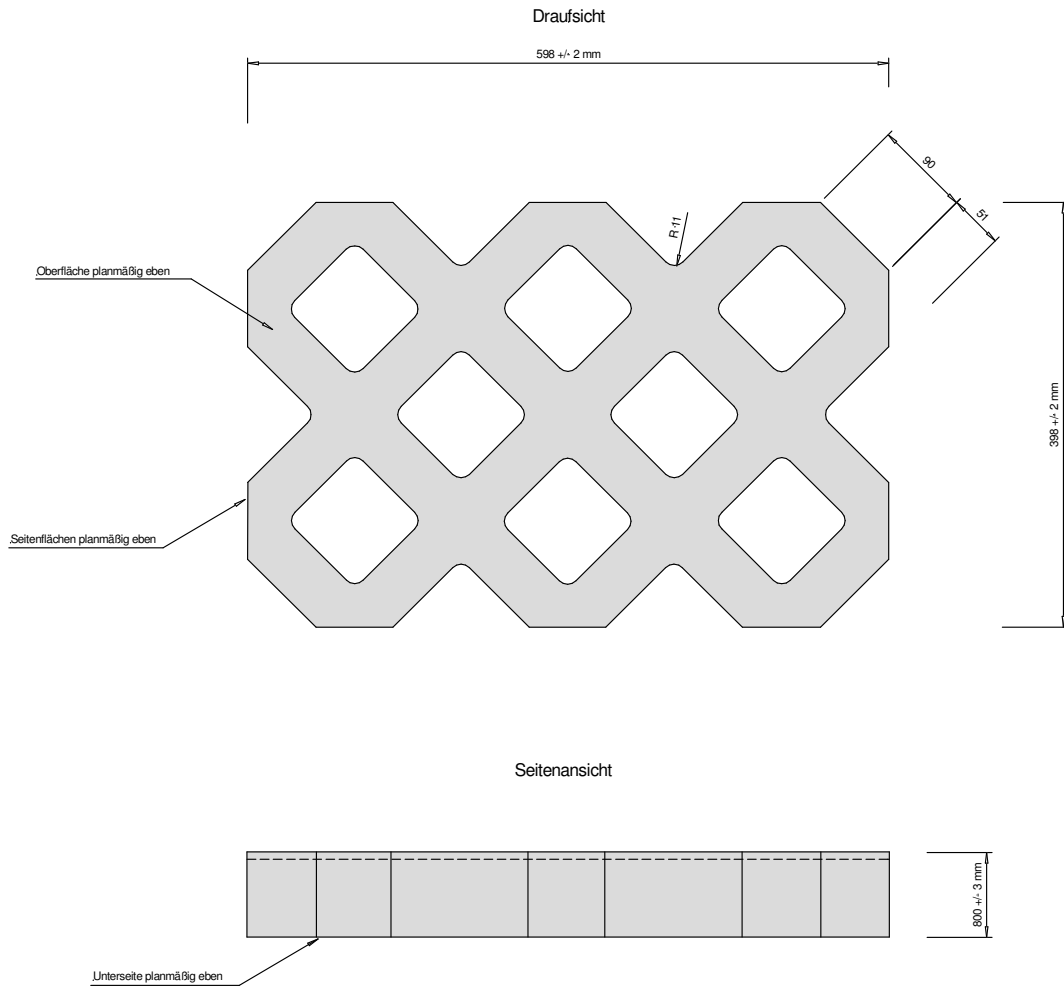 Draufsicht
598 +/- 2 mm
90
51
R 11
Oberfläche planmäßig eben
398 +/- 2 mm
Seitenflächen planmäßig eben
Seitenansicht
800 +/- 3 mm
Unterseite planmäßig eben